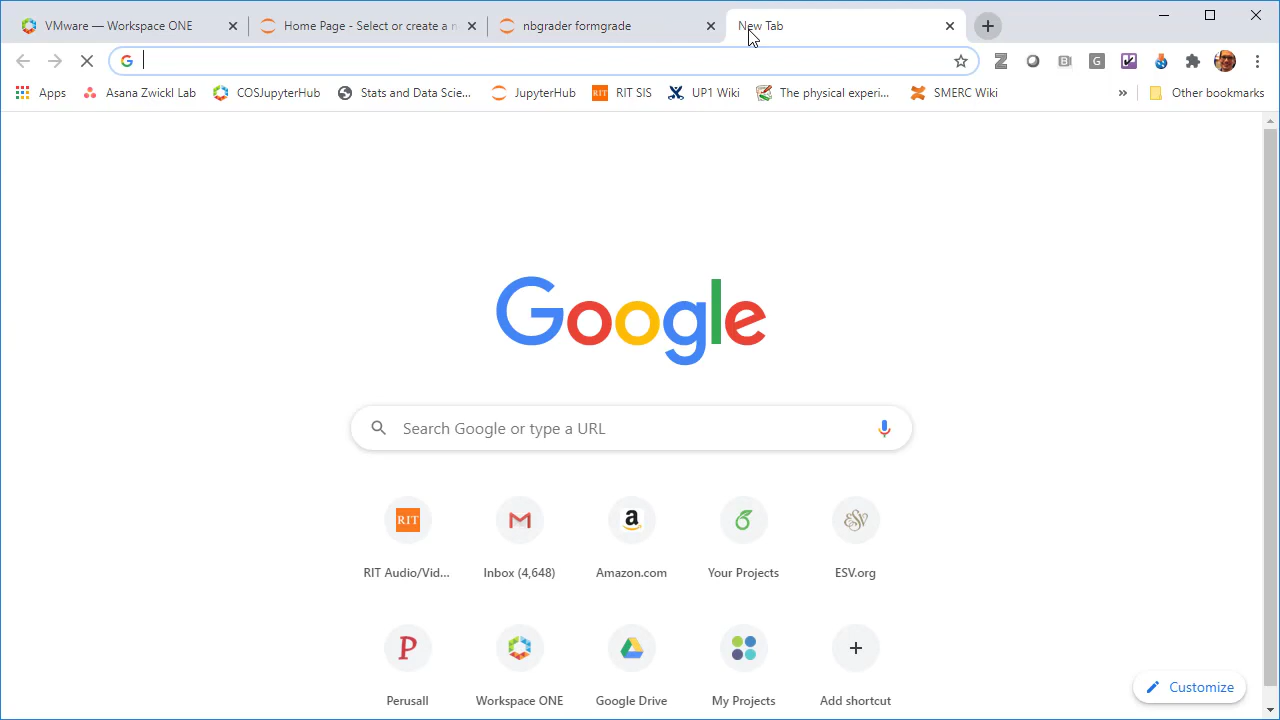 VMware — Workspace ONE
Home Page - Select or create a n
nbgrader formgrade
New Tab
Apps
Asana Zwickl Lab
COSJupyterHub
Stats and Data Scie...
JupyterHub
RIT
RIT SIS
UP1 Wiki
The physical experi...
SMERC Wiki
»
Other bookmarks
Google
Search Google or type a URL
RIT
RIT Audio/Vid...
Inbox (4,648)
Amazon.com
Your Projects
ESV
ESV.org
Perusall
Workspace ONE
Google Drive
My Projects
Add shortcut
Customize